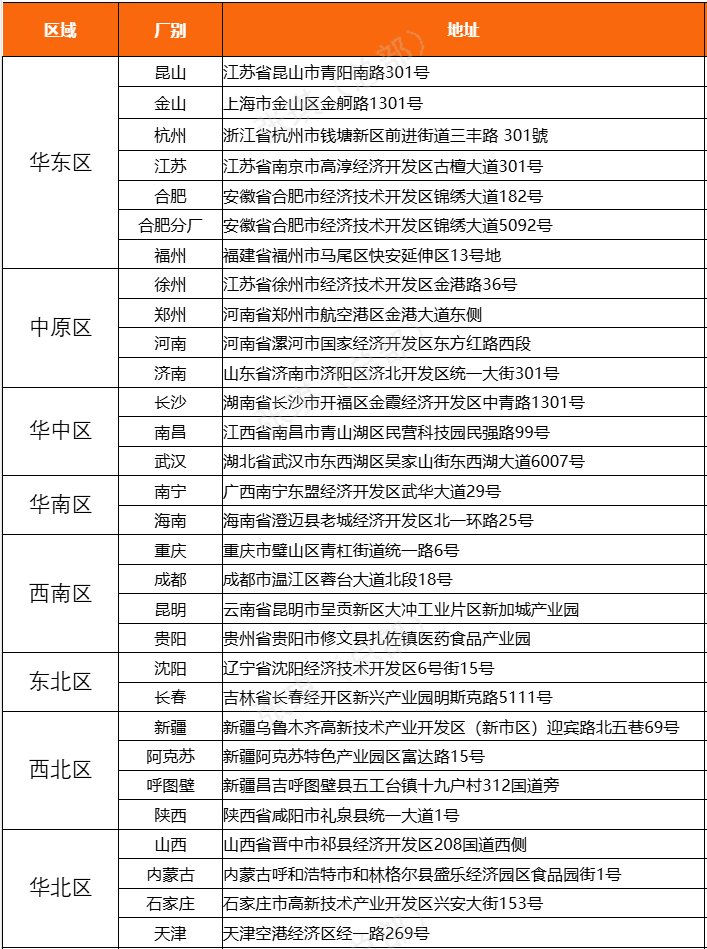 区域 厂别 地址
华东区 昆山 江苏省昆山市青阳南路301号
金山 上海市金山区金舸路1301号
杭州 浙江省杭州市钱塘新区前进街道三丰路 301號
江苏 江苏省南京市高淳经济开发区古檀大道301号
合肥 安徽省合肥市经济技术开发区锦绣大道182号
合肥分厂 安徽省合肥市经济技术开发区锦绣大道5092号
福州 福建省福州市马尾区快安延伸区13号地
中原区 徐州 江苏省徐州市经济技术开发区金港路36号
郑州 河南省郑州市航空港区金港大道东侧
河南 河南省漯河市国家经济开发区东方红路西段
济南 山东省济南市济阳区济北开发区统一大街301号
华中区 长沙 湖南省长沙市开福区金霞经济开发区中青路1301号
南昌 江西省南昌市青山湖区民营科技园民强路99号
武汉 湖北省武汉市东西湖区吴家山街东西湖大道6007号
华南区 南宁 广西南宁东盟经济开发区武华大道29号
海南 海南省澄迈县老城经济开发区北一环路25号
西南区 重庆 重庆市璧山区青杠街道统一路6号
成都 成都市温江区蓉台大道北段18号
昆明 云南省昆明市呈贡新区大冲工业片区新加城产业园
贵阳 贵州省贵阳市修文县扎佐镇医药食品产业园
东北区 沈阳 辽宁省沈阳经济技术开发区6号街15号
长春 吉林省长春经开区新兴产业园明斯克路5111号
西北区 新疆 新疆乌鲁木齐高新技术产业开发区（新市区）迎宾路北五巷69号
阿克苏 新疆阿克苏特色产业园区富达路15号
呼图壁 新疆昌吉呼图壁县五工台镇十九户村312国道旁
陕西 陕西省咸阳市礼泉县统一大道1号
华北区 山西 山西省晋中市祁县经济开发区208国道西侧
内蒙古 内蒙古呼和浩特市和林格尔县盛乐经济园区食品园街1号
石家庄 石家庄市高新技术产业开发区兴安大街153号
天津 天津空港经济区经一路269号